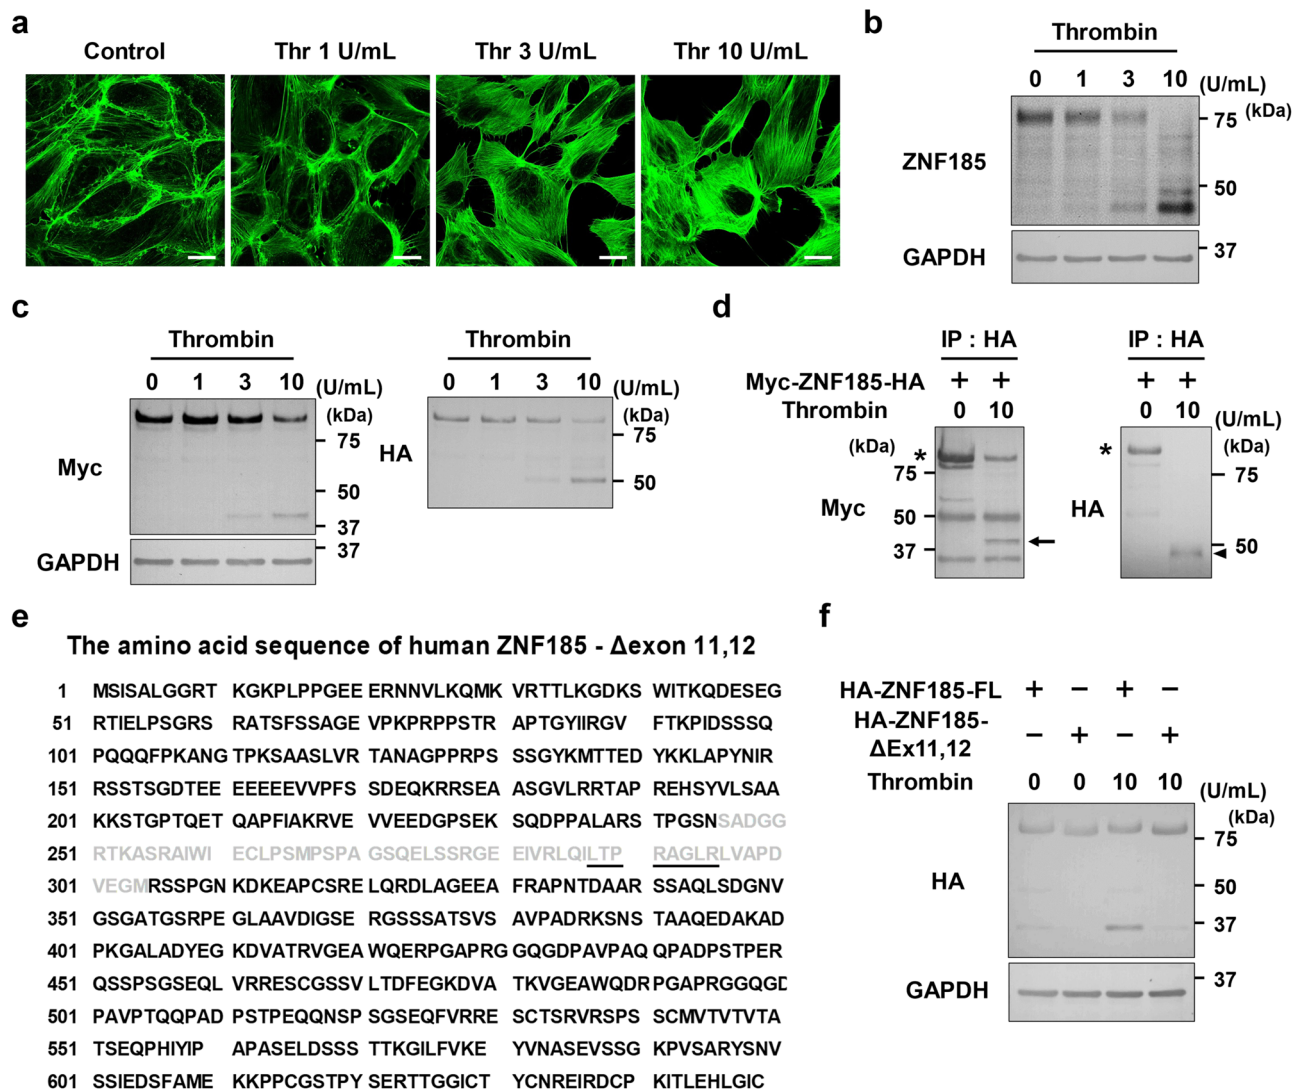 a
Control Thr 1 U/mL Thr 3 U/mL Thr 10 U/mL
b
Thrombin
0 1 3 10 (U/mL)
(kDa)
75
ZNF185
50
GAPDH
37
c
Thrombin
0 1 3 10 (U/mL)
(kDa)
75
Myc
50
37
37
GAPDH
Thrombin
0 1 3 10 (U/mL)
(kDa)
75
HA
50
d
IP : HA IP : HA
Myc-ZNF185-HA + + + +
Thrombin 0 10 0 10 (U/mL)
(kDa) (kDa)
* *
75 75
Myc 50 HA 50
37
e
The amino acid sequence of human ZNF185 - Δexon 11,12
1 MSISALGGRT KGKPLPPGEE ERNNVLKQMK VRTTLKGDKS WITKQDESEG
51 RTIELPSGRS RATSFSSAGE VPKPRPPSTR APTGYIIRGV FTKPIDSSSQ
101 PQQQFPKANG TPKSAASLVR TANAGPPRPS SSGYKMTTED YKKLAPYNIR
151 RSSTSGDTEE EEEEEVVPFS SDEQKRRSEA ASGVLRRTAP REHSYVLSAA
201 KKSTGPTQET QAPFIAKRVE VVEEDGPSEK SQDPPALARS TPGSNSADGG
251 RTKASRAIWI ECLPSMPSPA GSQELSSRGE EIVRLQILTP RAGLRLVAPD
301 VEGMRSSPGN KDKEAPCSRE LQRDLAGEEA FRAPNTDAAR SSAQLSDGNV
351 GSGATGSRPE GLAAVDIGSE RGSSSATSVS AVPADRKSNS TAAQEDAKAD
401 PKGALADYEG KDVATRVGEA WQERPGAPRG GQGDPAVPAQ QPADPSTPER
451 QSSPSGSEQL VRRESCGSSV LTDFEGKDVA TKVGEAWQDR PGAPRGGQGD
501 PAVPTQQPAD PSTPEQQNSP SGSEQFVRRE SCTSRVRSPS SCMVTVTVTA
551 TSEQPHIYIP APASELDSSS TTKGILFVKE YVNASEVSSG KPVSARYSNV
601 SSIEDSFAME KKPPCGSTPY SERTTGGICT YCNREIRDCP KITLEHLGIC
f
HA-ZNF185-FL + − + −
HA-ZNF185-
ΔEx11,12 − + − +
Thrombin 0 0 10 10 (U/mL)
(kDa)
75
HA
50
37
37
GAPDH